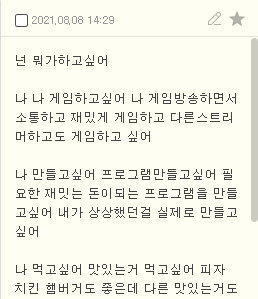 2021,08,08 14:29
넌 뭐가하고싶어
나 나 게임하고싶어 나 게임방송하면서
소통하고 재밌게 게임하고 다른스트리
머하고도 게임하고 싶어
나 만들고싶어 프로그램만들고싶어 필
요한 재밋는 돈이되는 프로그램을 만들
고싶어 내가 상상했던걸 실제로 만들고
싶어
나 먹고싶어 맛있는거 먹고싶어 피자
치킨 햄버거도 좋은데 다른 맛있는거도